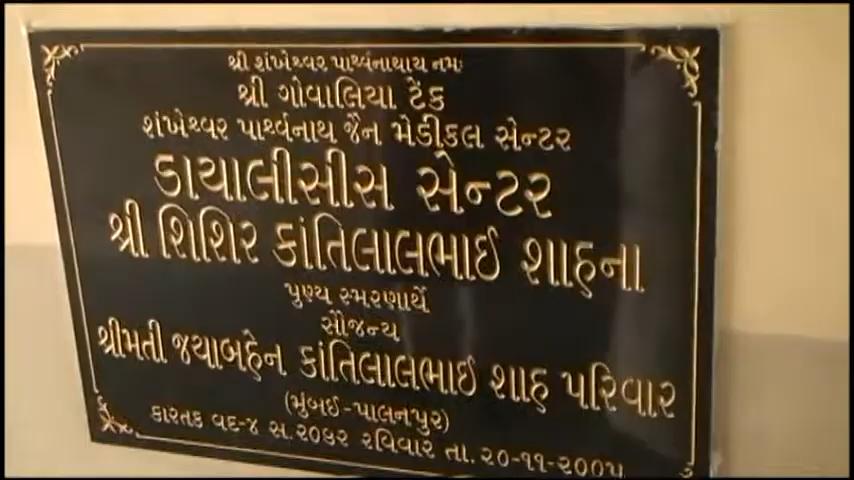 શ્રી શંખેશ્વર પાર્શ્વનાથાય નમઃ
શ્રી ગોવાલિયા ટેંક
શંખેશ્વર પાર્શ્વનાથ જૈન મેડીકલ સેન્ટર
ડાયાલીસીસ સેન્ટર
શ્રી શિશિર કાંતિલાલભાઈ શાહના
પુણ્ય સ્મરણાર્થે
સૌજન્ય
શ્રીમતી જયાબહેન કાંતિલાલભાઈ શાહ પરિવાર
(મુંબઈ-પાલનપુર)
કારતક વદ-૪ સ.૨૦૬૨ રવિવાર તા. ૨૦-૧૧-૨૦૦૫